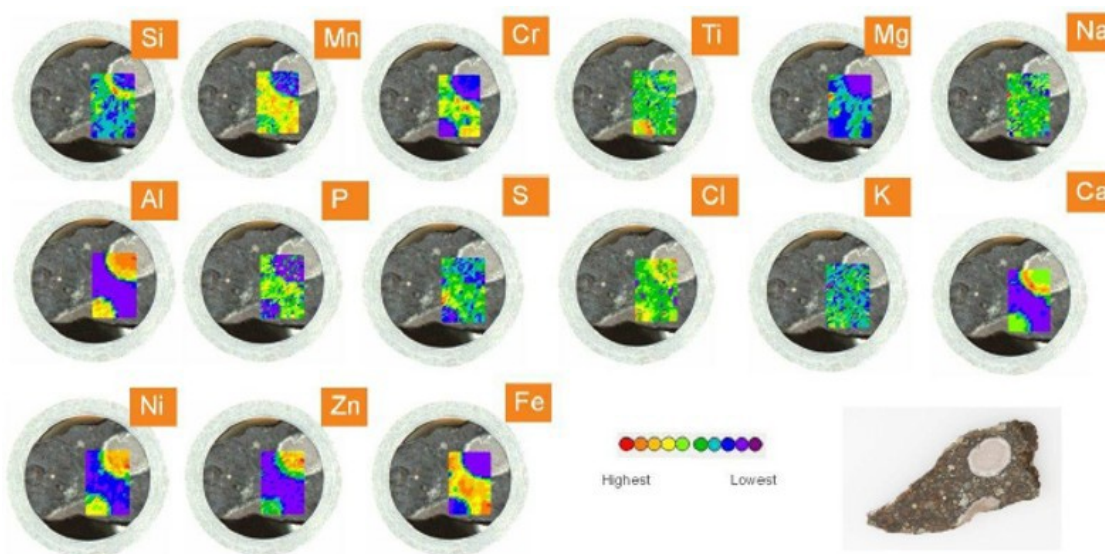 Si Mn Cr Ti Mg Na
Al P S Cl K Ca
Ni Zn Fe
Highest Lowest